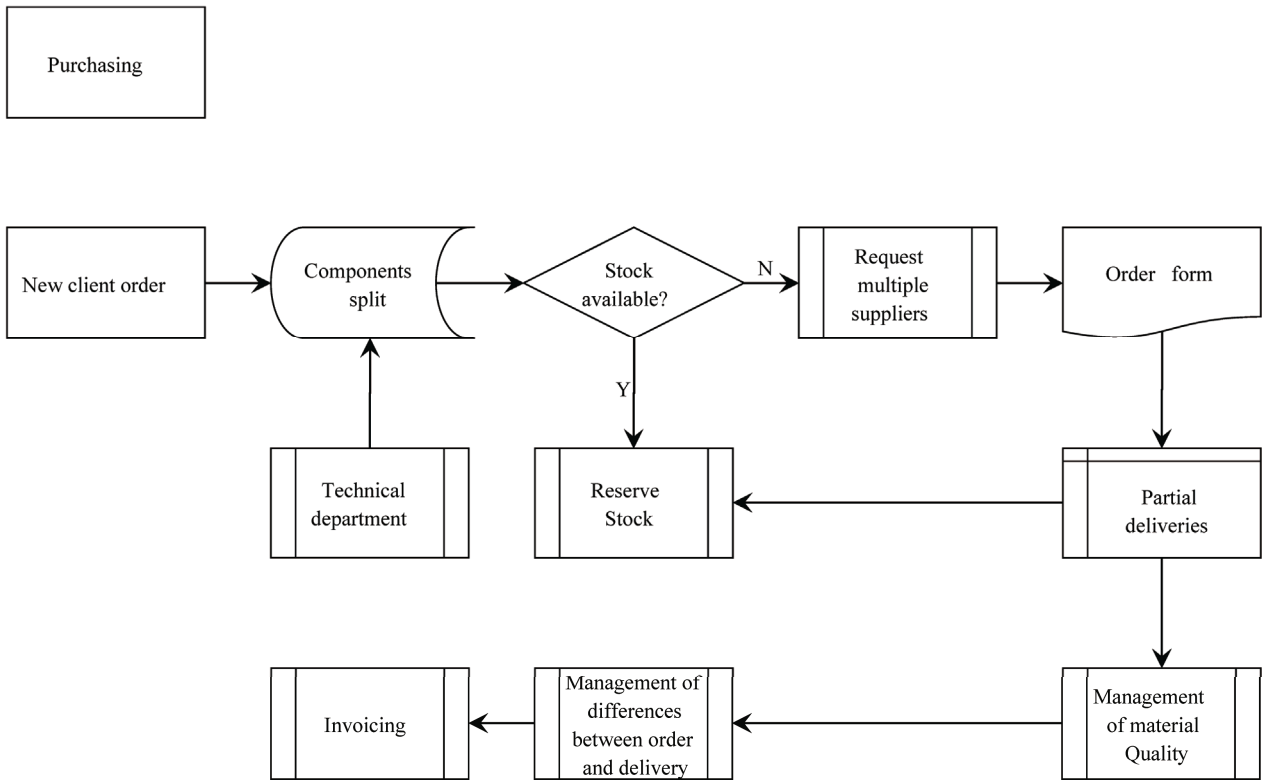 Purchasing
New client order
Components
split
Stock
available?
N
Request
multiple
suppliers
Order form
Y
Technical
department
Reserve
Stock
Partial
deliveries
Invoicing
Management of
differences
between order
and delivery
Management
of material
Quality